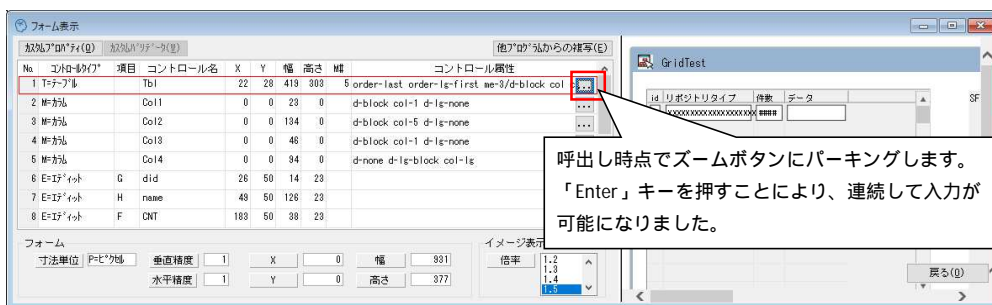 フォーム表示
カスタムプロパティ(Q) カスタムバリデータ(V) 他プログラムからの複写(E)
No. コントロールタイプ 項目 コントロール名 X Y 幅 高さ M# コントロール属性
1 T=テーブル Tbl 22 28 419 303 5 order-last order-lg-first me-3/d-block col ...
2 M=カラム Col1 0 0 23 0 d-block col-1 d-lg-none ...
3 M=カラム Col2 0 0 134 0 d-block col-5 d-lg-none ...
4 M=カラム Col3 0 0 46 0 d-block col-1 d-lg-none
5 M=カラム Col4 0 0 94 0 d-none d-lg-block col-lg
6 E=エディット G did 26 50 14 23
7 E=エディット H name 49 50 126 23
8 E=エディット F CNT 183 50 38 23
フォーム
寸法単位 P=ピクセル 垂直精度 1 X 0 幅 931
水平精度 1 Y 0 高さ 377
イメージ表示
倍率 1.2
1.3
1.4
1.5
GridTest
id リポジトリタイプ 件数 データ
xxxxxxxxxxxxxxxxxxx ####
SF
呼出し時点でズームボタンにパーキングします。
「Enter」キーを押すことにより、連続して入力が
可能になりました。
戻る(Q)